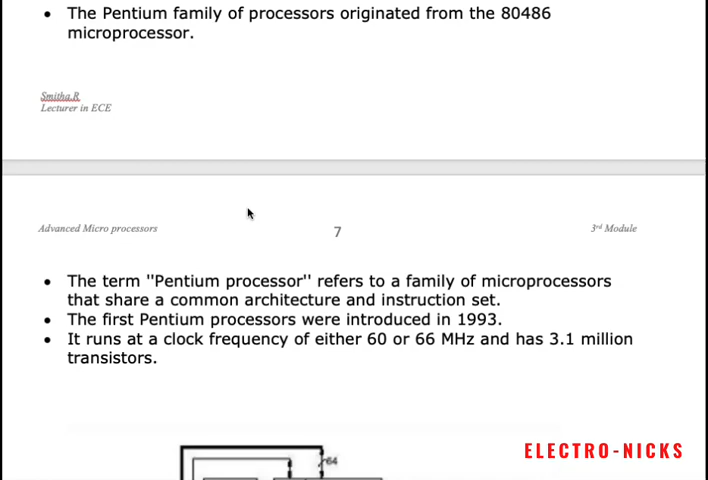 • The Pentium family of processors originated from the 80486
microprocessor.
Smitha.R
Lecturer in ECE
Advanced Micro processors 7 3rd Module
• The term "Pentium processor" refers to a family of microprocessors
that share a common architecture and instruction set.
• The first Pentium processors were introduced in 1993.
• It runs at a clock frequency of either 60 or 66 MHz and has 3.1 million
transistors.
ELECTRO-NICKS
64